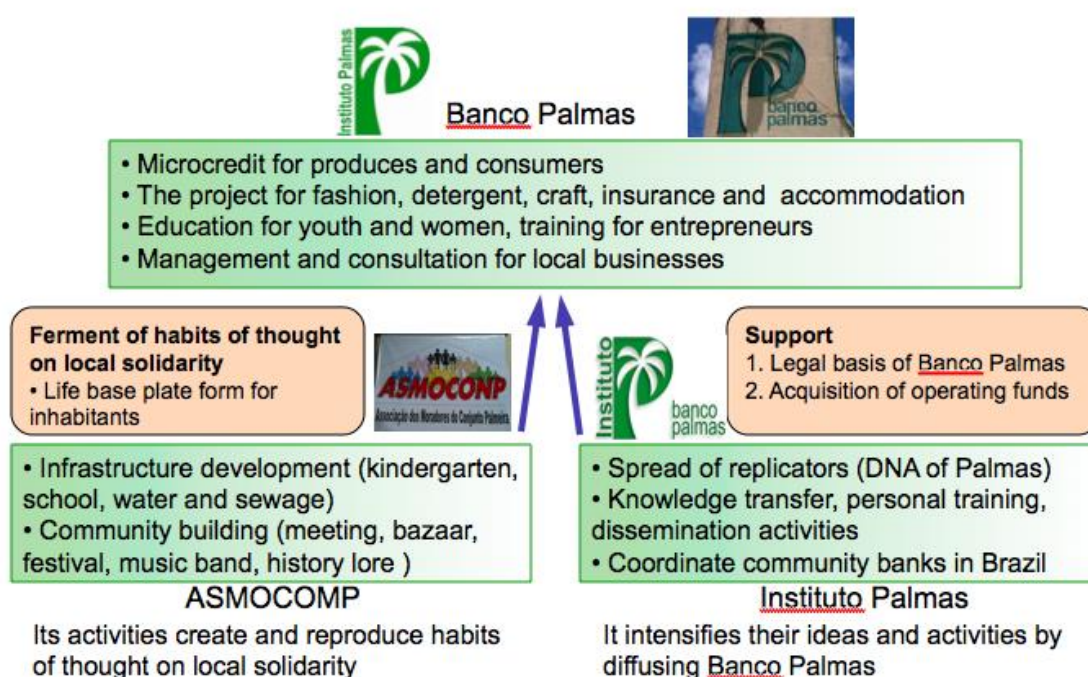 Instituto Palmas
Banco Palmas
banco
palmas
• Microcredit for produces and consumers
• The project for fashion, detergent, craft, insurance and accommodation
• Education for youth and women, training for entrepreneurs
• Management and consultation for local businesses
Ferment of habits of thought
on local solidarity
• Life base plate form for
inhabitants
ASMOCONP
Associação dos Moradores do Conjunto Palmeira
Instituto
banco
palmas
Support
1. Legal basis of Banco Palmas
2. Acquisition of operating funds
• Infrastructure development (kindergarten,
school, water and sewage)
• Community building (meeting, bazaar,
festival, music band, history lore )
ASMOCOMP
Its activities create and reproduce habits
of thought on local solidarity
• Spread of replicators (DNA of Palmas)
• Knowledge transfer, personal training,
dissemination activities
• Coordinate community banks in Brazil
Instituto Palmas
It intensifies their ideas and activities by
diffusing Banco Palmas